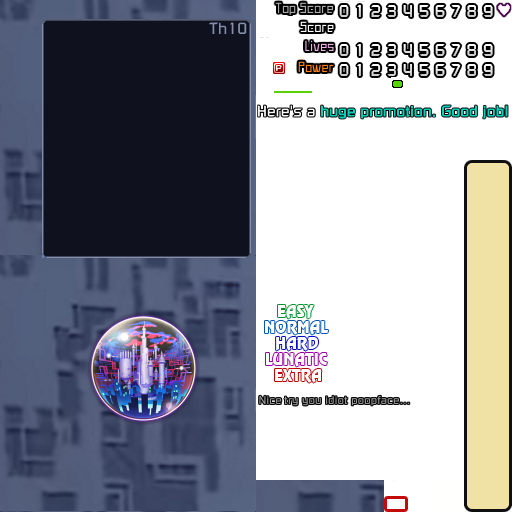 Th10
Top Score 0 1 2 3 4 5 6 7 8 9
Score
Lives 0 1 2 3 4 5 6 7 8 9
P Power 0 1 2 3 4 5 6 7 8 9
Here's a huge promotion. Good job!
EASY
NORMAL
HARD
LUNATIC
EXTRA
Nice try you idiot poopface...